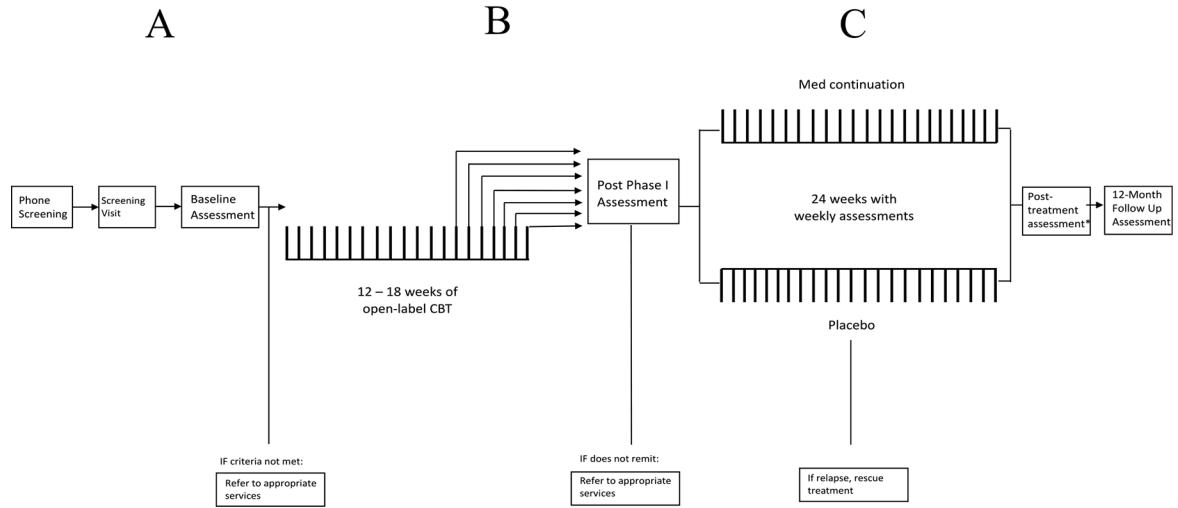 A
B
C
Med continuation
Phone
Screening
Screening
Visit
Baseline
Assessment
Post Phase I
Assessment
24 weeks with
weekly assessments
Post-
treatment
assessment*
12-Month
Follow Up
Assessment
12 – 18 weeks of
open-label CBT
Placebo
IF criteria not met:
Refer to appropriate
services
IF does not remit:
Refer to appropriate
services
If relapse, rescue
treatment